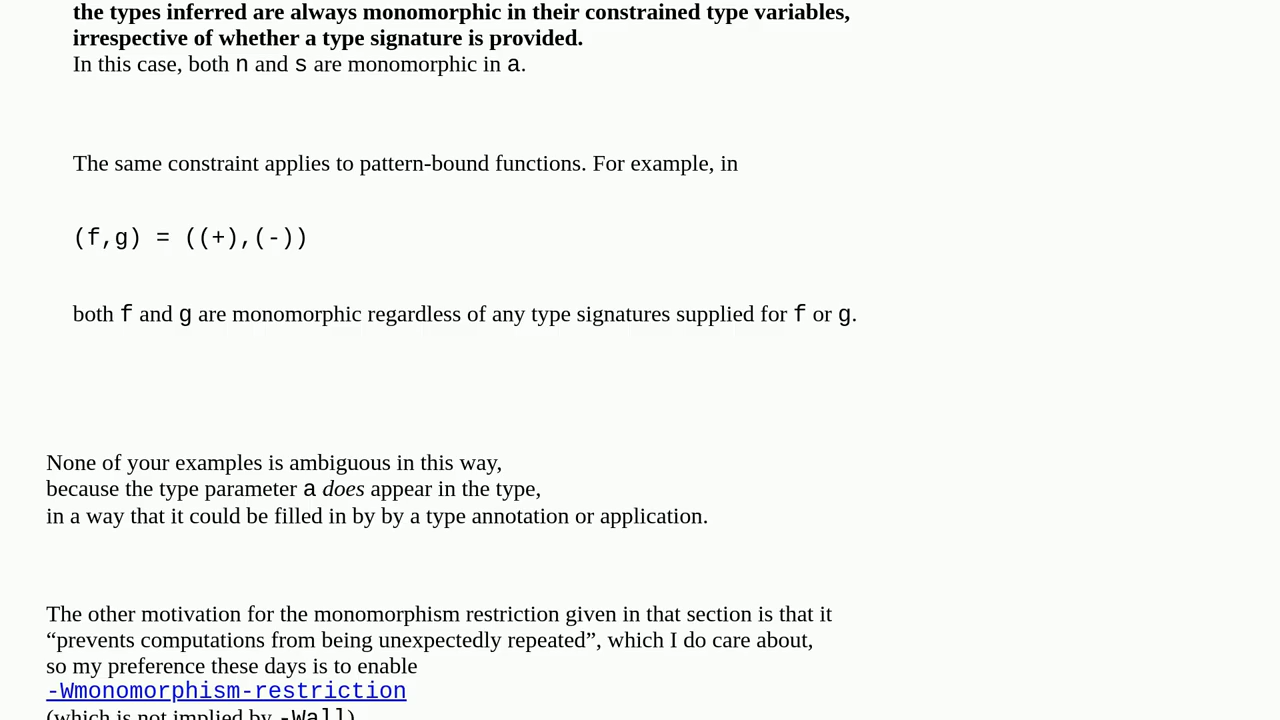 the types inferred are always monomorphic in their constrained type variables,
irrespective of whether a type signature is provided.
In this case, both n and s are monomorphic in a.
The same constraint applies to pattern-bound functions. For example, in
(f,g) = ((+),(-))
both f and g are monomorphic regardless of any type signatures supplied for f or g.
None of your examples is ambiguous in this way,
because the type parameter a does appear in the type,
in a way that it could be filled in by by a type annotation or application.
The other motivation for the monomorphism restriction given in that section is that it
“prevents computations from being unexpectedly repeated”, which I do care about,
so my preference these days is to enable
-Wmonomorphism-restriction
(which is not implied by -Wall)